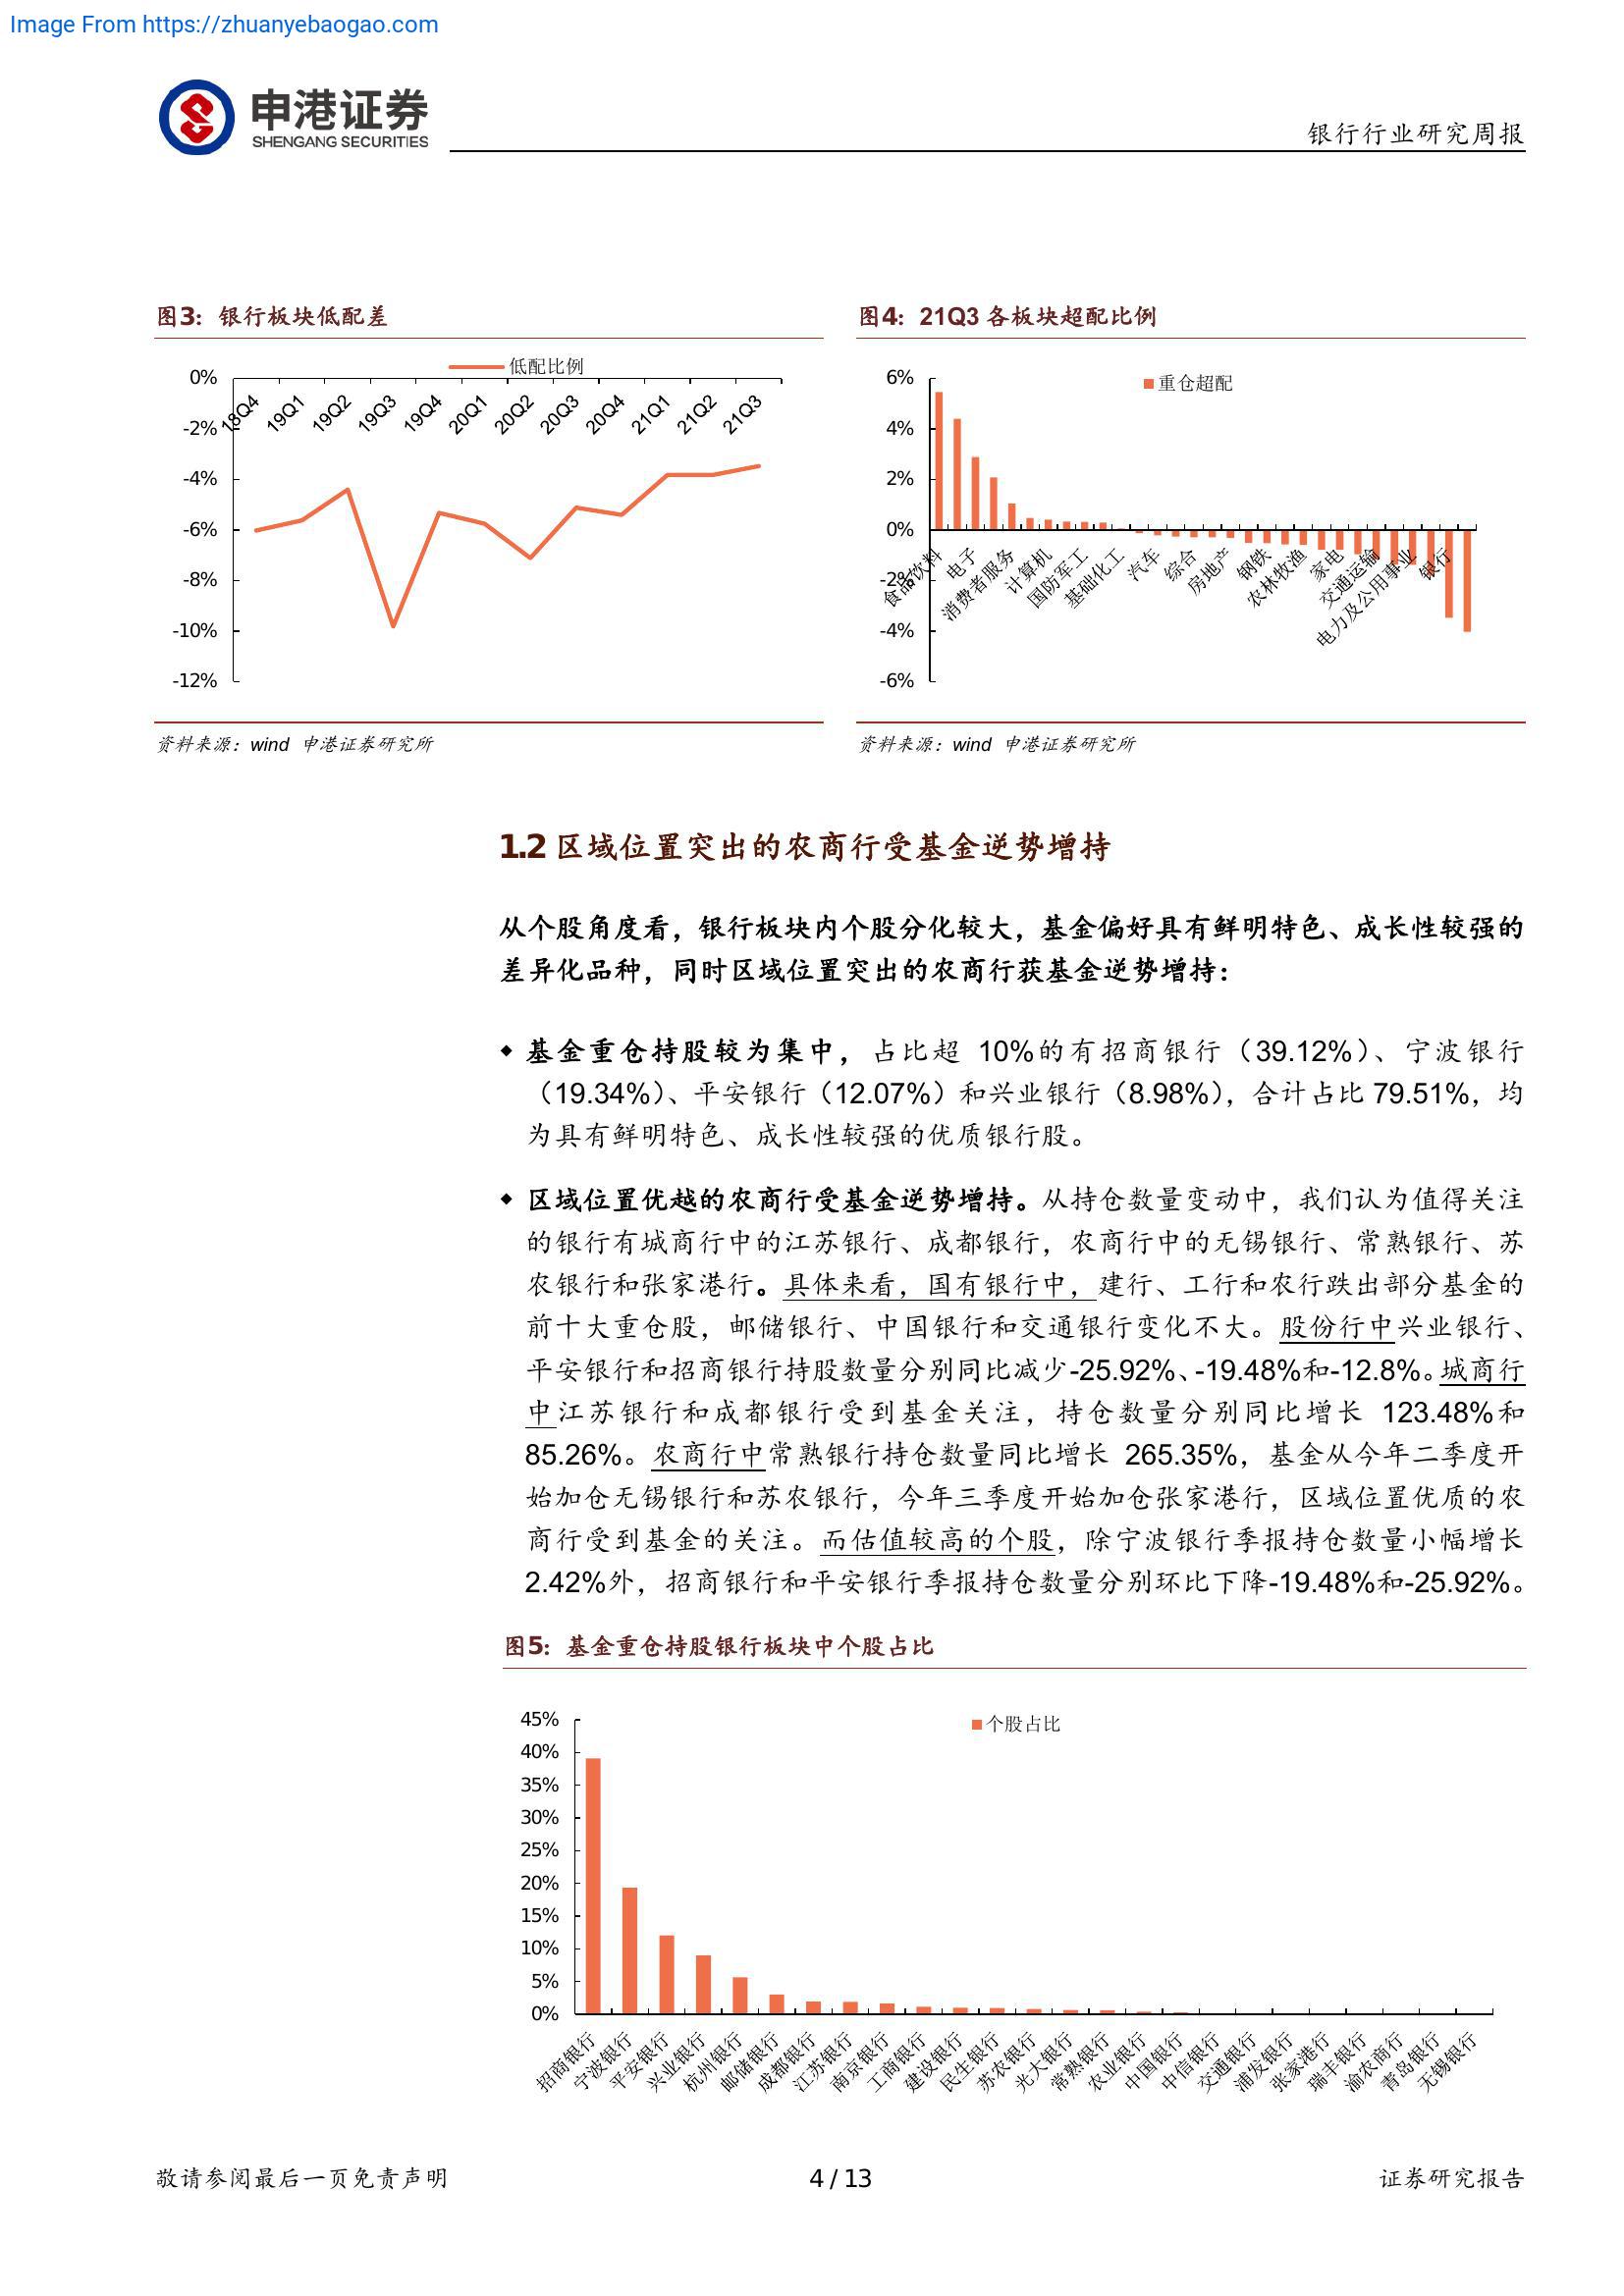 Image From https://zhuanyebaogao.com
申港证券
SHENGANG SECURITIES
银行行业研究周报
图3：银行板块低配差
低配比例
0%
-2%
-4%
-6%
-8%
-10%
-12%
18Q4
19Q1
19Q2
19Q3
19Q4
20Q1
20Q2
20Q3
20Q4
21Q1
21Q2
21Q3
资料来源：wind 申港证券研究所
图4：21Q3 各板块超配比例
重仓超配
6%
4%
2%
0%
-2%
-4%
-6%
食品饮料
电子
消费者服务
计算机
国防军工
基础化工
汽车
综合
房地产
钢铁
农林牧渔
家电
交通运输
电力及公用事业
银行
资料来源：wind 申港证券研究所
1.2 区域位置突出的农商行受基金逆势增持
从个股角度看，银行板块内个股分化较大，基金偏好具有鲜明特色、成长性较强的
差异化品种，同时区域位置突出的农商行获基金逆势增持：
◆ 基金重仓持股较为集中，占比超 10%的有招商银行（39.12%）、宁波银行
（19.34%）、平安银行（12.07%）和兴业银行（8.98%），合计占比 79.51%，均
为具有鲜明特色、成长性较强的优质银行股。
◆ 区域位置优越的农商行受基金逆势增持。从持仓数量变动中，我们认为值得关注
的银行有城商行中的江苏银行、成都银行，农商行中的无锡银行、常熟银行、苏
农银行和张家港行。具体来看，国有银行中，建行、工行和农行跌出部分基金的
前十大重仓股，邮储银行、中国银行和交通银行变化不大。股份行中兴业银行、
平安银行和招商银行持股数量分别同比减少-25.92%、-19.48%和-12.8%。城商行
中江苏银行和成都银行受到基金关注，持仓数量分别同比增长 123.48%和
85.26%。农商行中常熟银行持仓数量同比增长 265.35%，基金从今年二季度开
始加仓无锡银行和苏农银行，今年三季度开始加仓张家港行，区域位置优质的农
商行受到基金的关注。而估值较高的个股，除宁波银行季报持仓数量小幅增长
2.42%外，招商银行和平安银行季报持仓数量分别环比下降-19.48%和-25.92%。
图5：基金重仓持股银行板块中个股占比
个股占比
45%
40%
35%
30%
25%
20%
15%
10%
5%
0%
招商银行
宁波银行
平安银行
兴业银行
杭州银行
邮储银行
成都银行
江苏银行
南京银行
工商银行
建设银行
民生银行
苏农银行
光大银行
常熟银行
农业银行
中国银行
中信银行
交通银行
浦发银行
张家港行
瑞丰银行
渝农商行
青岛银行
无锡银行
敬请参阅最后一页免责声明
4 / 13
证券研究报告